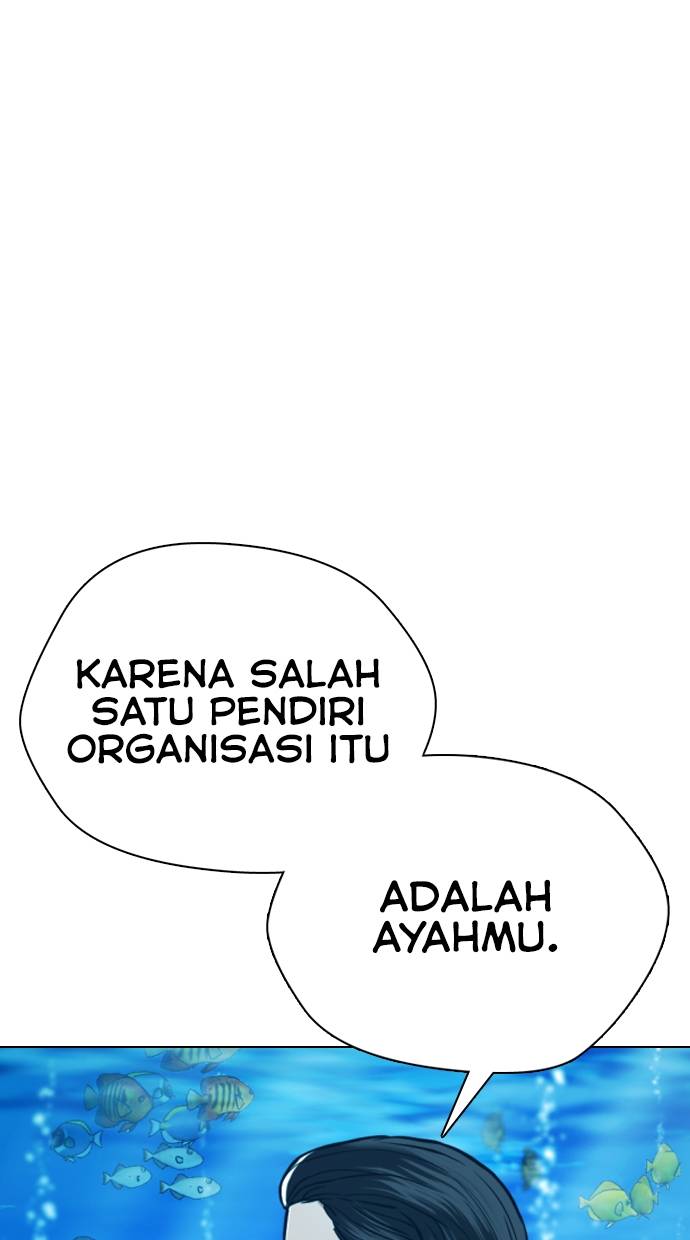 KARENA SALAH
SATU PENDIRI
ORGANISASI ITU
ADALAH
AYAHMU.